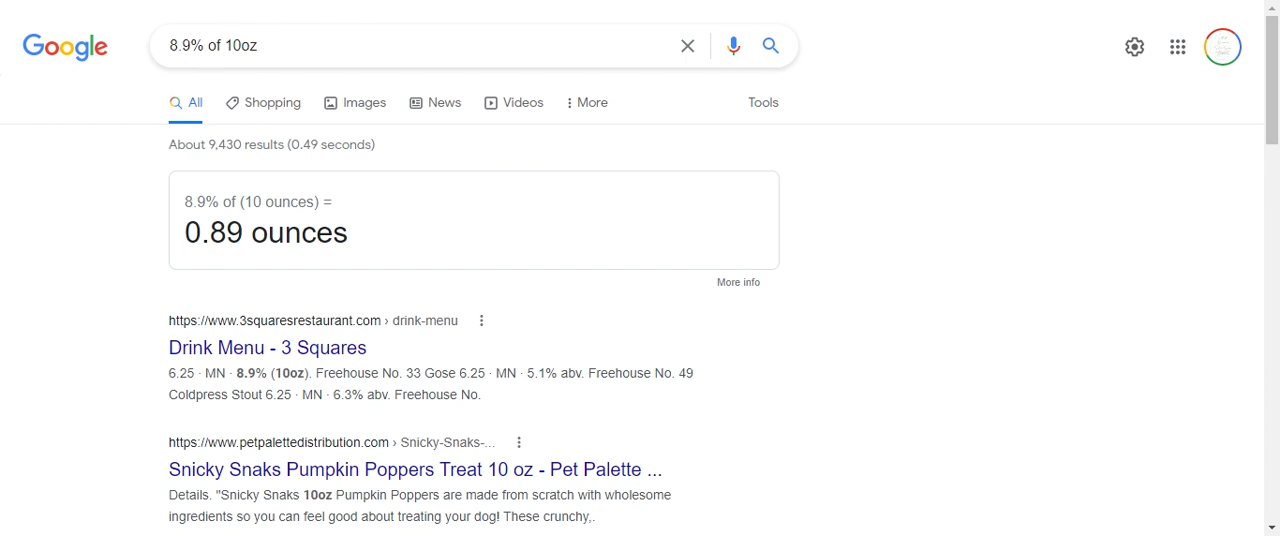 Google
8.9% of 10oz
All Shopping Images News Videos More Tools
About 9,430 results (0.49 seconds)
8.9% of (10 ounces) =
0.89 ounces
More info
https://www.3squaresrestaurant.com › drink-menu
Drink Menu - 3 Squares
6.25 · MN · 8.9% (10oz). Freehouse No. 33 Gose 6.25 · MN · 5.1% abv. Freehouse No. 49
Coldpress Stout 6.25 · MN · 6.3% abv. Freehouse No.
https://www.petpalettedistribution.com › Snicky-Snaks-...
Snicky Snaks Pumpkin Poppers Treat 10 oz - Pet Palette ...
Details. "Snicky Snaks 10oz Pumpkin Poppers are made from scratch with wholesome
ingredients so you can feel good about treating your dog! These crunchy,.